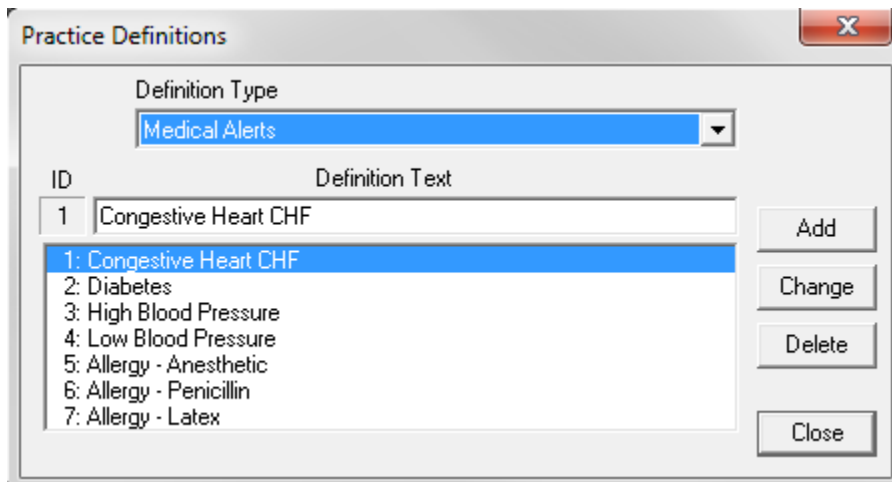 Practice Definitions
Definition Type
Medical Alerts
ID Definition Text
1 Congestive Heart CHF
1: Congestive Heart CHF
2: Diabetes
3: High Blood Pressure
4: Low Blood Pressure
5: Allergy - Anesthetic
6: Allergy - Penicillin
7: Allergy - Latex
Add
Change
Delete
Close